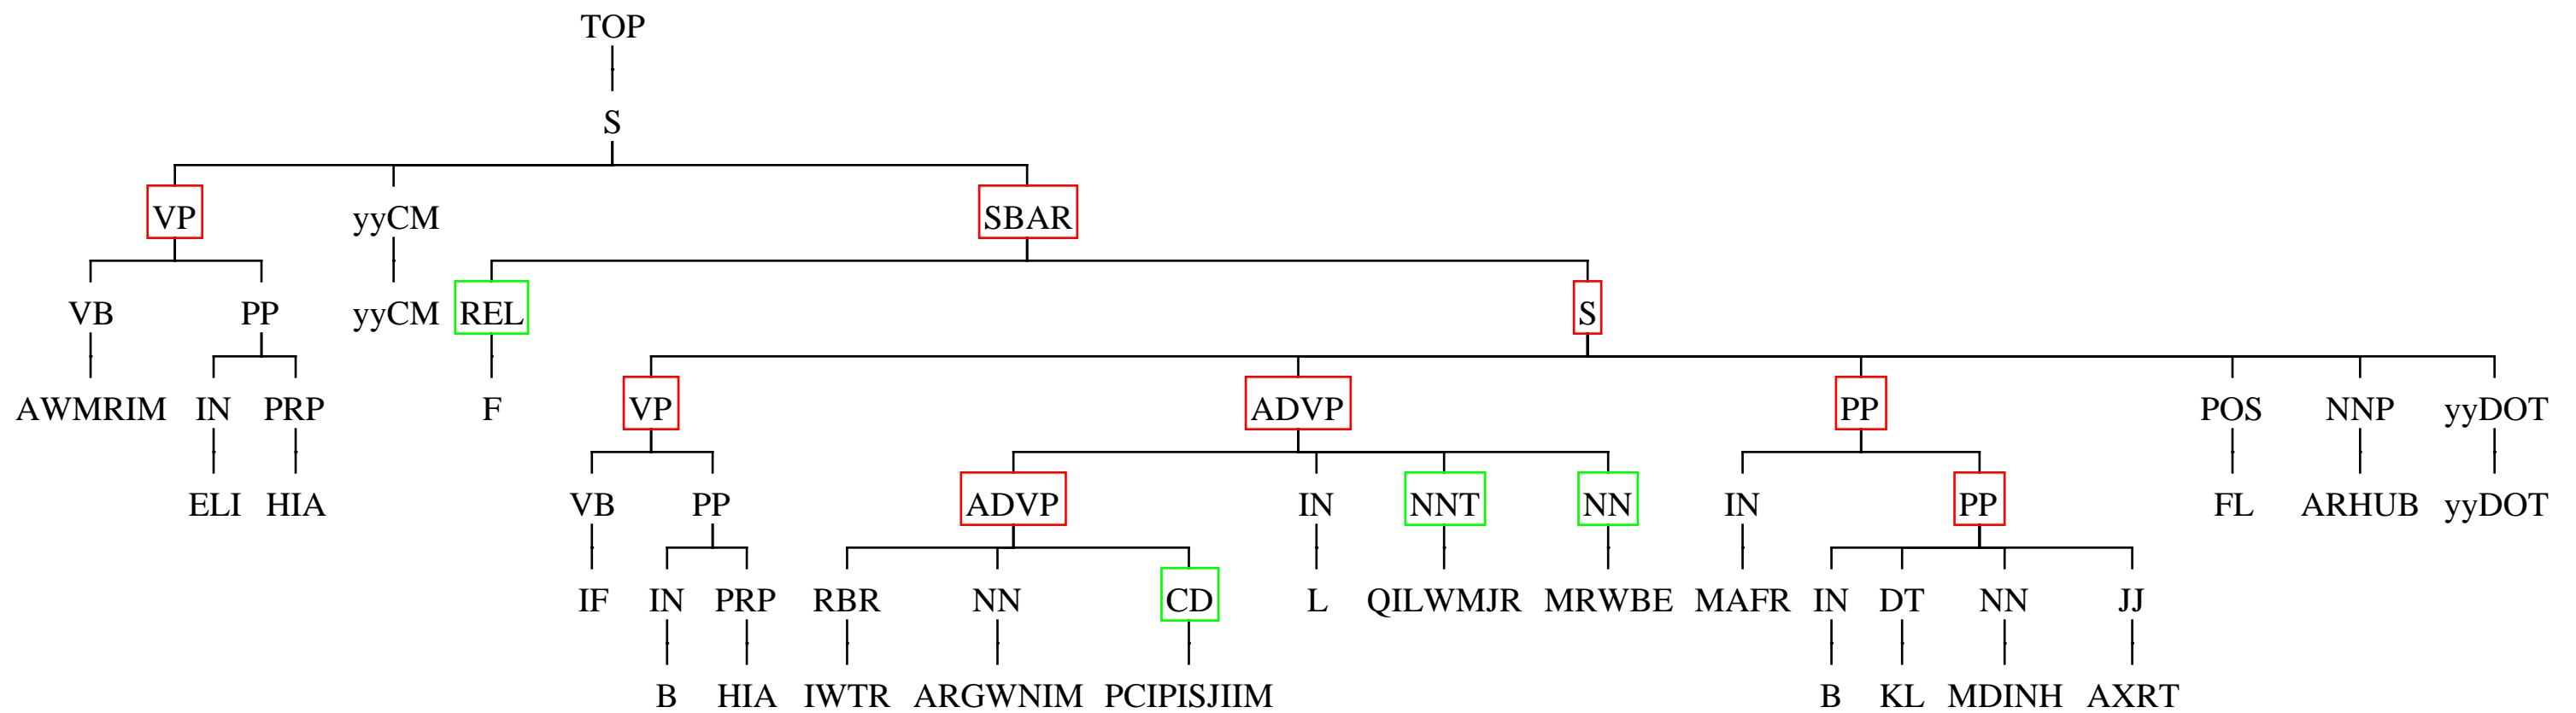 TOP
S
VP yyCM SBAR
VB PP yyCM REL S
AWMRIM IN PRP F VP ADVP PP POS NNP yyDOT
ELI HIA VB PP ADVP IN NNT NN IN PP FL ARHUB yyDOT
IF IN PRP RBR NN CD L QILWMJR MRWBE MAFR IN DT NN JJ
B HIA IWTR ARGWNIM PCIPISJIIM B KL MDINH AXRT